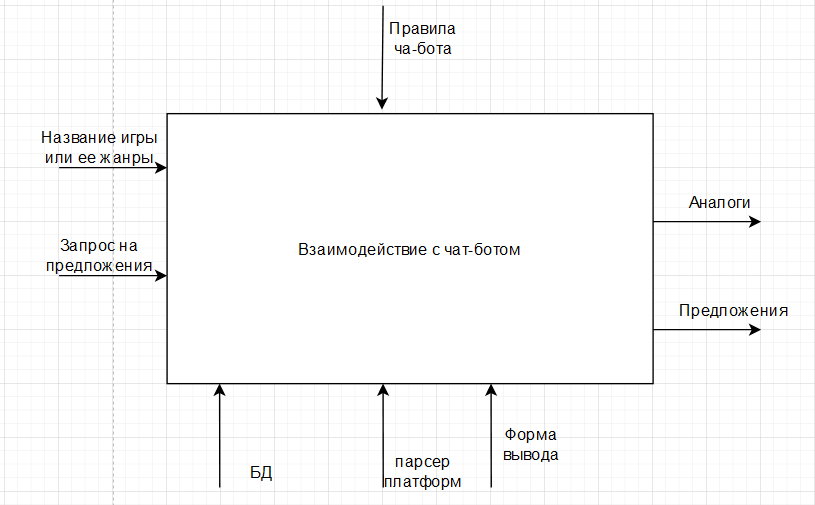 Правила
ча-бота
Название игры
или ее жанры
Аналоги
Запрос на
предложения
Взаимодействие с чат-ботом
Предложения
Форма
вывода
БД
парсер
платформ